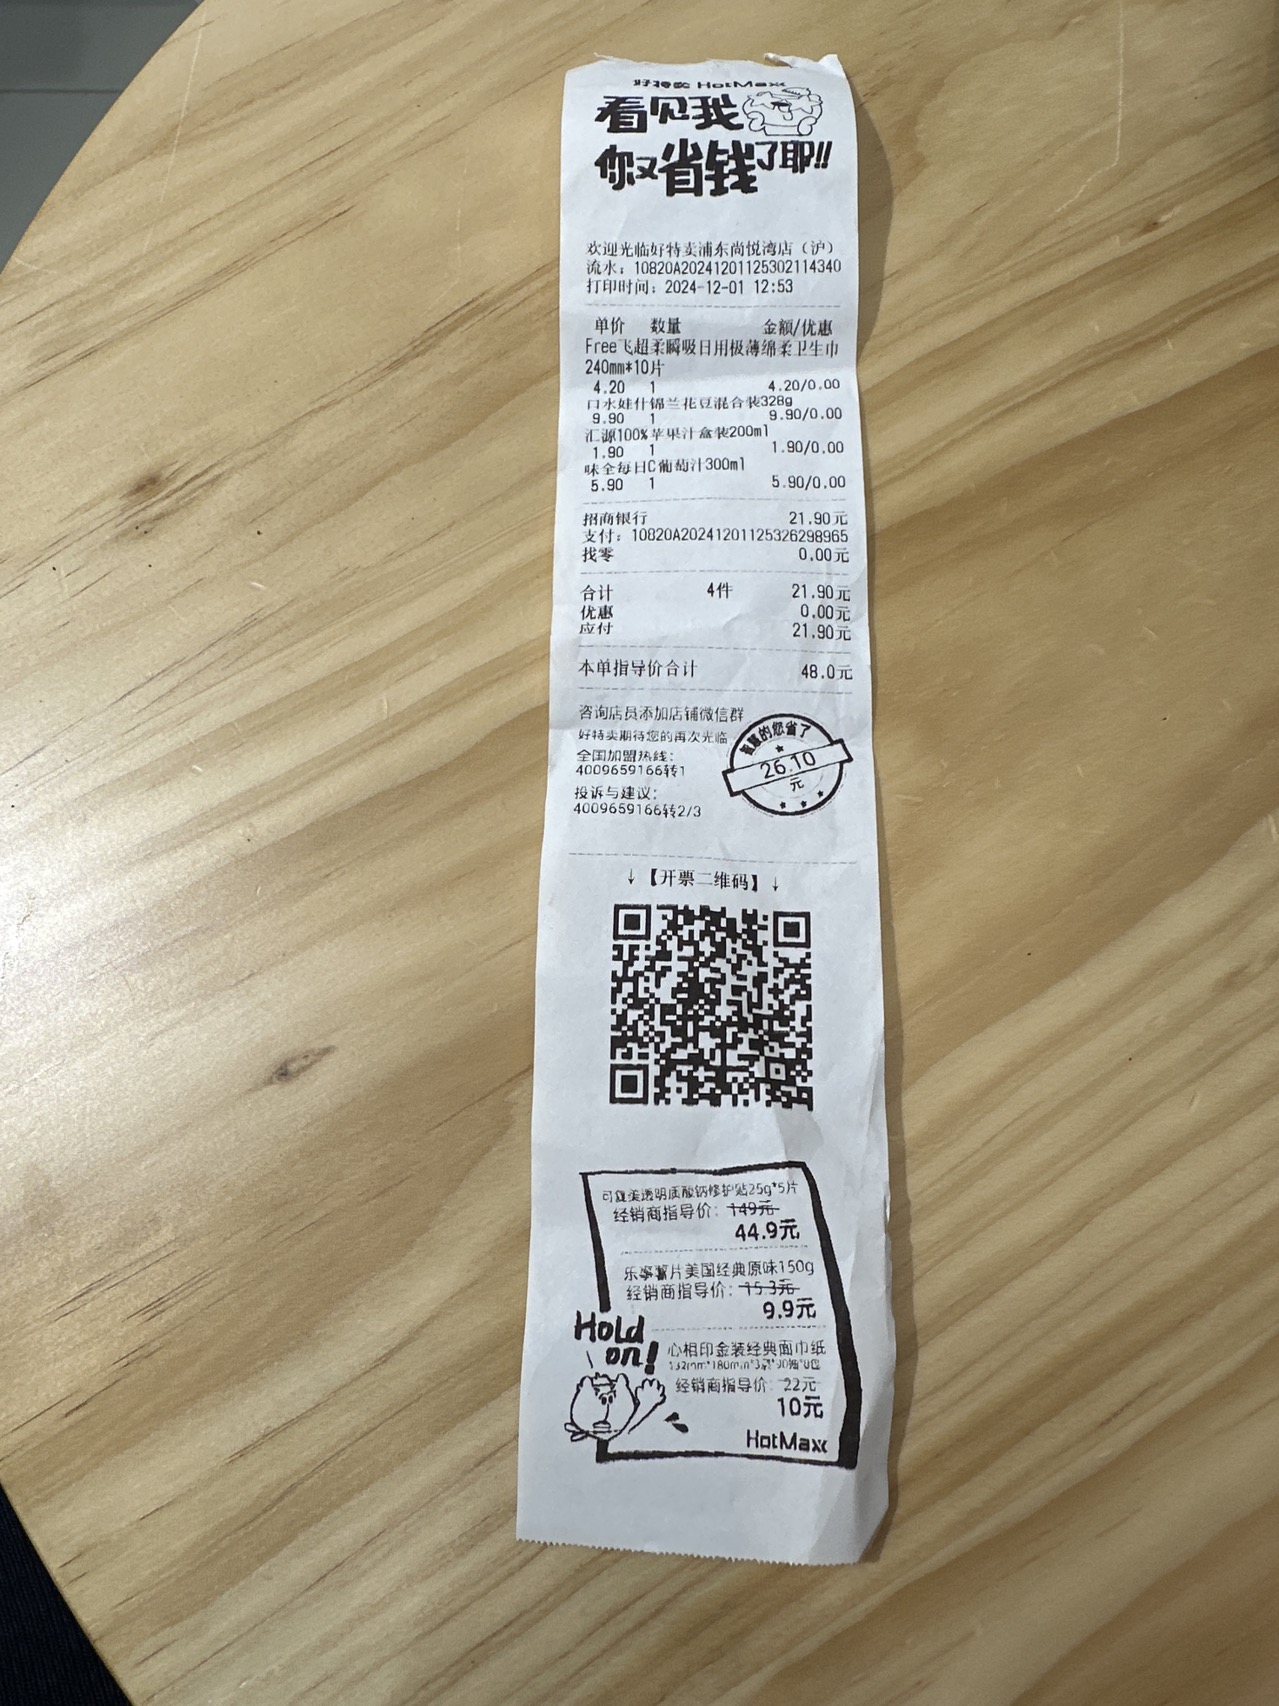 好特卖 HotMaxx
看见我
你又省钱了耶!!
欢迎光临好特卖浦东尚悦湾店（沪）
流水：10820A20241201125302114340
打印时间：2024-12-01 12:53
单价 数量 金额/优惠
Free飞超柔瞬吸日用极薄绵柔卫生巾
240mm*10片
4.20 1 4.20/0.00
口水娃什锦兰花豆混合装328g
9.90 1 9.90/0.00
汇源100%苹果汁盒装200ml
1.90 1 1.90/0.00
味全每日C葡萄汁300ml
5.90 1 5.90/0.00
招商银行 21.90元
支付：10820A20241201125326298965
找零 0.00元
合计 4件 21.90元
优惠 0.00元
应付 21.90元
本单指导价合计 48.0元
咨询店员添加店铺微信群
好特卖期待您的再次光临
全国加盟热线：
4009659166转1
投诉与建议：
4009659166转2/3
的您省了
26.10
元
↓【开票二维码】↓
可复美透明质酸钠修护贴25g*5片
经销商指导价：149元
44.9元
乐事薯片美国经典原味150g
经销商指导价：15.3元
9.9元
Hold on!
心相印金装经典面巾纸
经销商指导价：22元
10元
HotMaxx